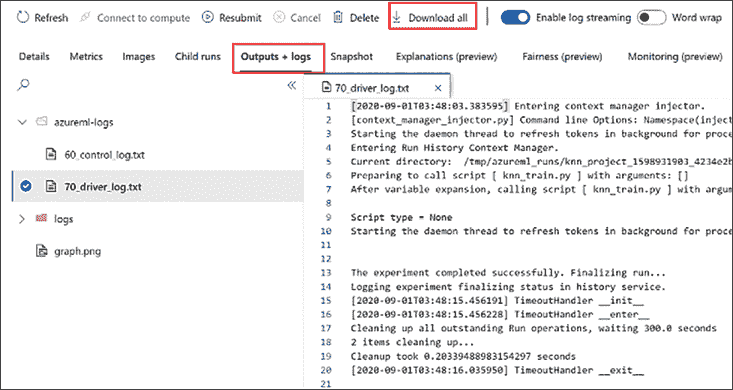 Refresh Connect to compute Resubmit Cancel Delete Download all Enable log streaming Word wrap
Details Metrics Images Child runs Outputs + logs Snapshot Explanations (preview) Fairness (preview) Monitoring (preview)
azureml-logs
60_control_log.txt
70_driver_log.txt
logs
graph.png
70_driver_log.txt
1 [2020-09-01T03:48:03.383595] Entering context manager injector.
2 [context_manager_injector.py] Command line Options: Namespace(inject
3 Starting the daemon thread to refresh tokens in background for proce
4 Entering Run History Context Manager.
5 Current directory: /tmp/azureml_runs/knn_project_1598931903_4234e2b
6 Preparing to call script [ knn_train.py ] with arguments: []
7 After variable expansion, calling script [ knn_train.py ] with argum
8
9 Script type = None
10 Starting the daemon thread to refresh tokens in background for proce
11
12
13 The experiment completed successfully. Finalizing run...
14 Logging experiment finalizing status in history service.
15 [2020-09-01T03:48:15.456191] TimeoutHandler __init__
16 [2020-09-01T03:48:15.456228] TimeoutHandler __enter__
17 Cleaning up all outstanding Run operations, waiting 300.0 seconds
18 2 items cleaning up...
19 Cleanup took 0.20339488983154297 seconds
20 [2020-09-01T03:48:16.035950] TimeoutHandler __exit__
21